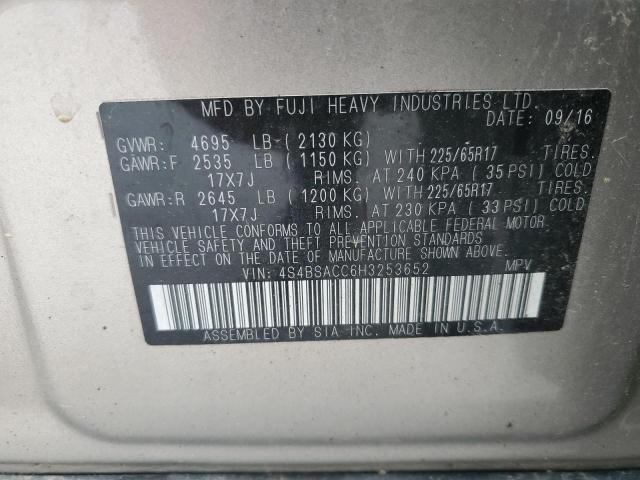 MFD BY FUJI HEAVY INDUSTRIES LTD.
DATE: 09/16
GVWR: 4695 LB (2130 KG)
GAWR:F 2535 LB (1150 KG) WITH 225/65R17 TIRES.
17X7J RIMS. AT 240 KPA (35 PSI) COLD
GAWR:R 2645 LB (1200 KG) WITH 225/65R17 TIRES.
17X7J RIMS. AT 230 KPA (33 PSI) COLD
THIS VEHICLE CONFORMS TO ALL APPLICABLE FEDERAL MOTOR
VEHICLE SAFETY AND THEFT PREVENTION STANDARDS
IN EFFECT ON THE DATE OF MANUFACTURE SHOWN ABOVE.
VIN: 4S4BSACC6H3253652 MPV
ASSEMBLED BY SIA INC. MADE IN U.S.A.